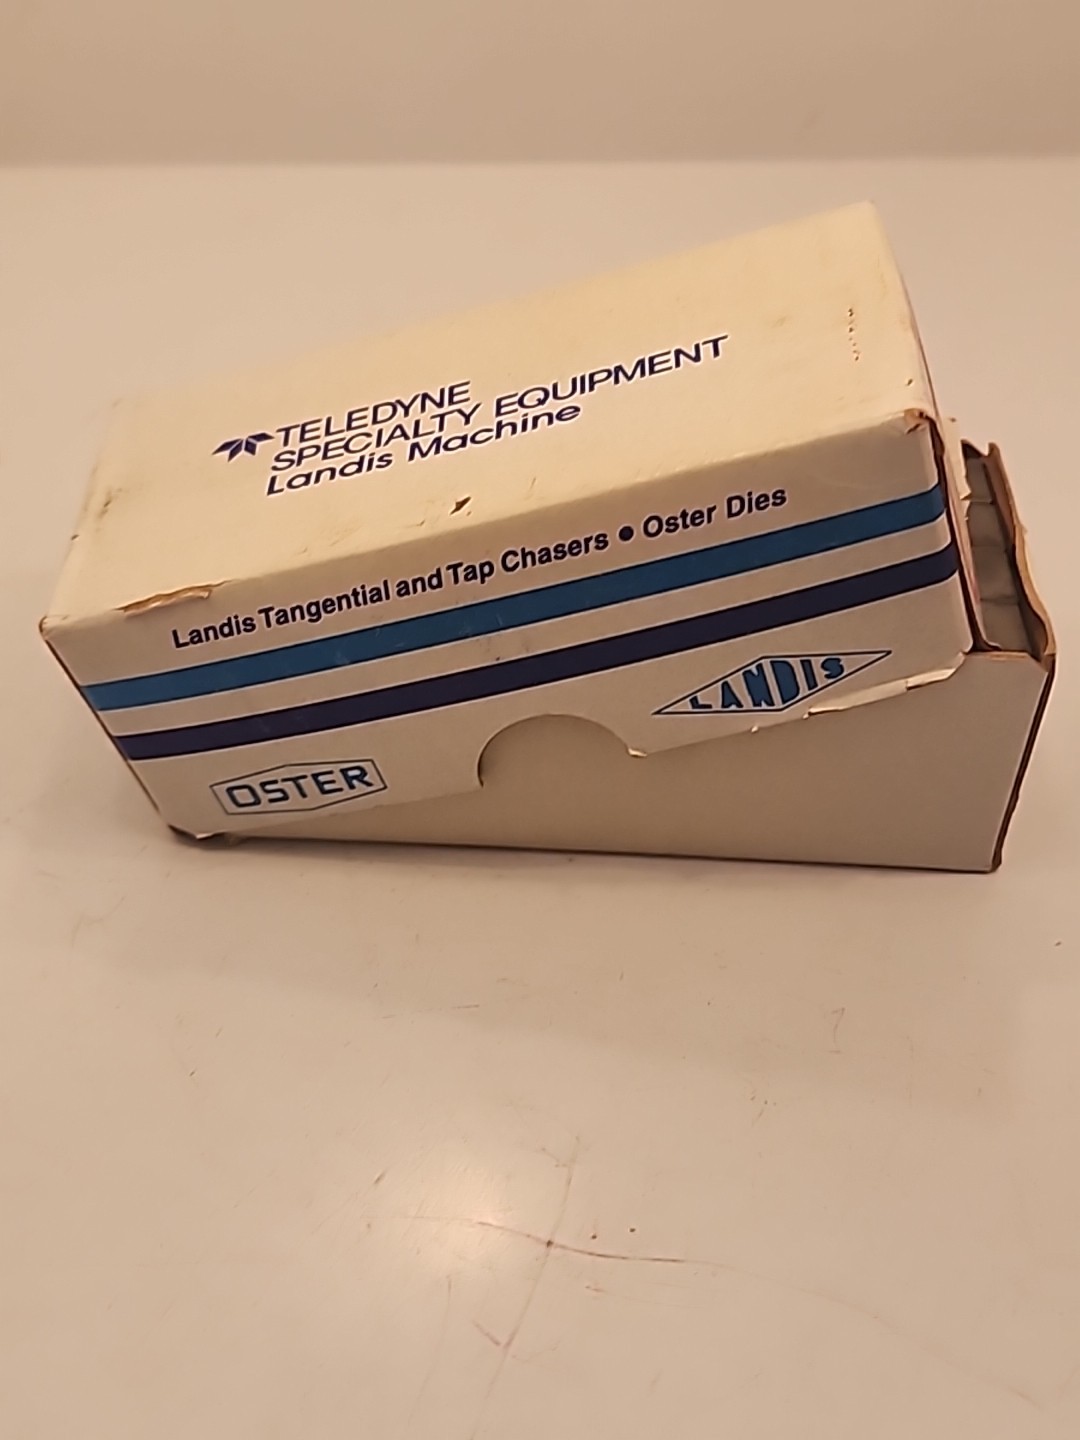 TELEDYNE
SPECIALTY EQUIPMENT
Landis Machine
Landis Tangential and Tap Chasers • Oster Dies
LANDIS
OSTER